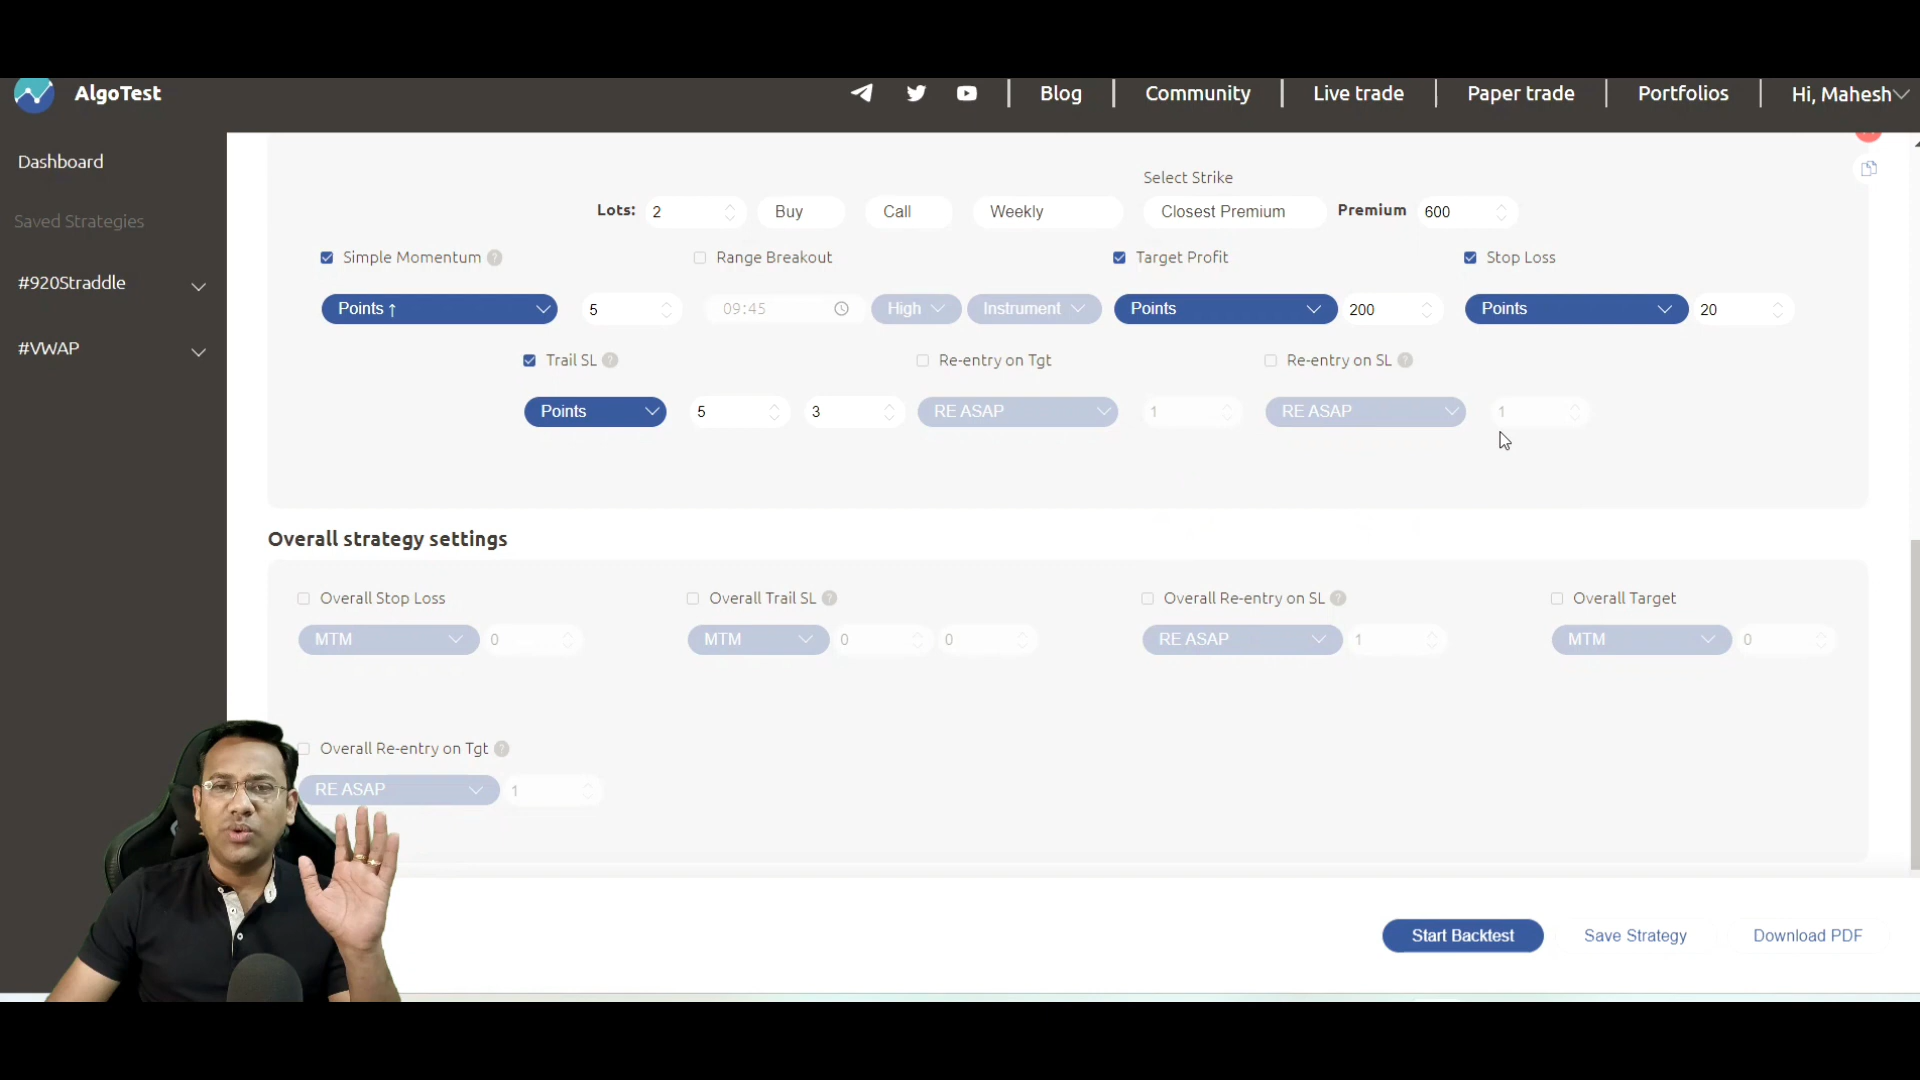 AlgoTest
Blog
Community
Live trade
Paper trade
Portfolios
Hi, Mahesh
Dashboard
Saved Strategies
#920Straddle
#VWAP
Select Strike
Lots: 2 Buy Call Weekly Closest Premium Premium 600
Simple Momentum ? Range Breakout Target Profit Stop Loss
Points ↑ 5 09:45 High Instrument Points 200 Points 20
Trail SL ? Re-entry on Tgt Re-entry on SL ?
Points 5 3 RE ASAP 1 RE ASAP 1
Overall strategy settings
Overall Stop Loss Overall Trail SL ? Overall Re-entry on SL ? Overall Target
MTM 0 MTM 0 0 RE ASAP 1 MTM 0
Overall Re-entry on Tgt ?
RE ASAP 1
Start Backtest Save Strategy Download PDF